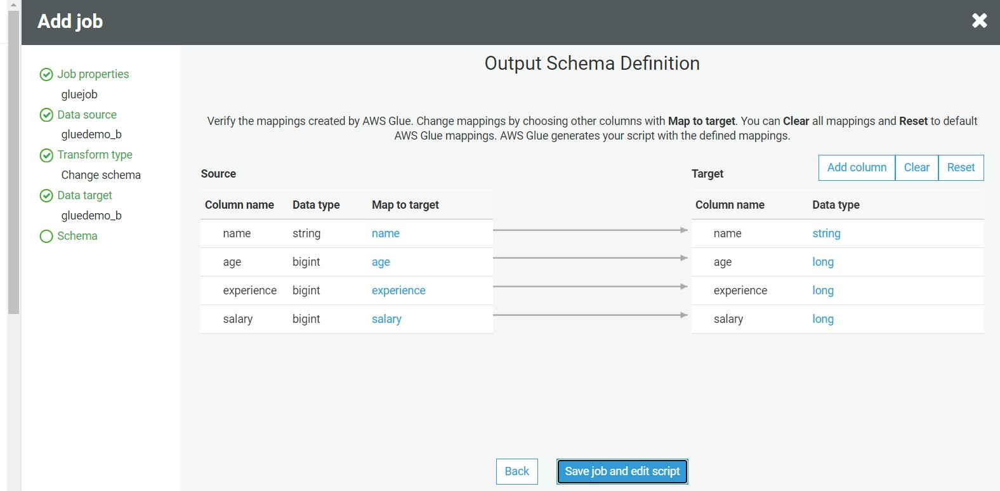 Add job
Job properties
gluejob
Data source
gluedemo_b
Transform type
Change schema
Data target
gluedemo_b
Schema
Output Schema Definition
Verify the mappings created by AWS Glue. Change mappings by choosing other columns with Map to target. You can Clear all mappings and Reset to default
AWS Glue mappings. AWS Glue generates your script with the defined mappings.
Source
Target
Add column Clear Reset
Column name Data type Map to target Column name Data type
name string name name string
age bigint age age long
experience bigint experience experience long
salary bigint salary salary long
Back Save job and edit script